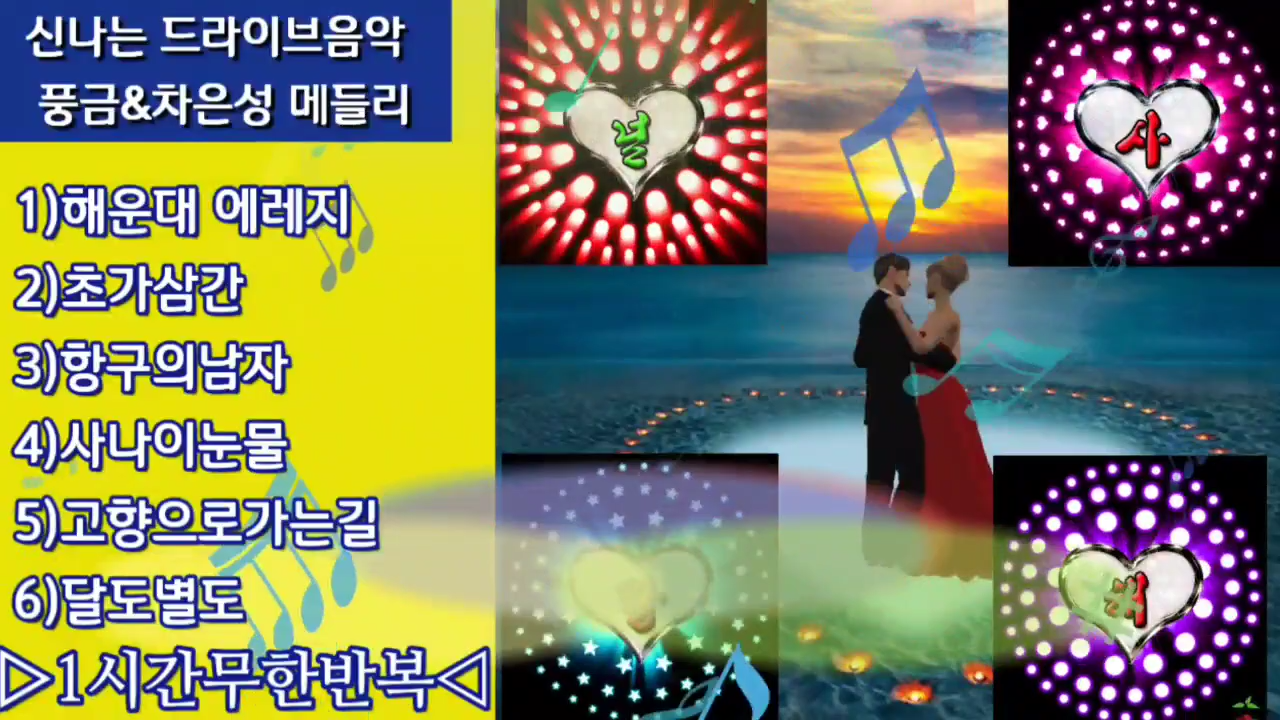 신나는 드라이브음악
풍금&차은성 메들리
1)해운대 에레지
2)초가삼간
3)항구의남자
4)사나이눈물
5)고향으로가는길
6)달도별도
▷1시간무한반복◁
널
사
해